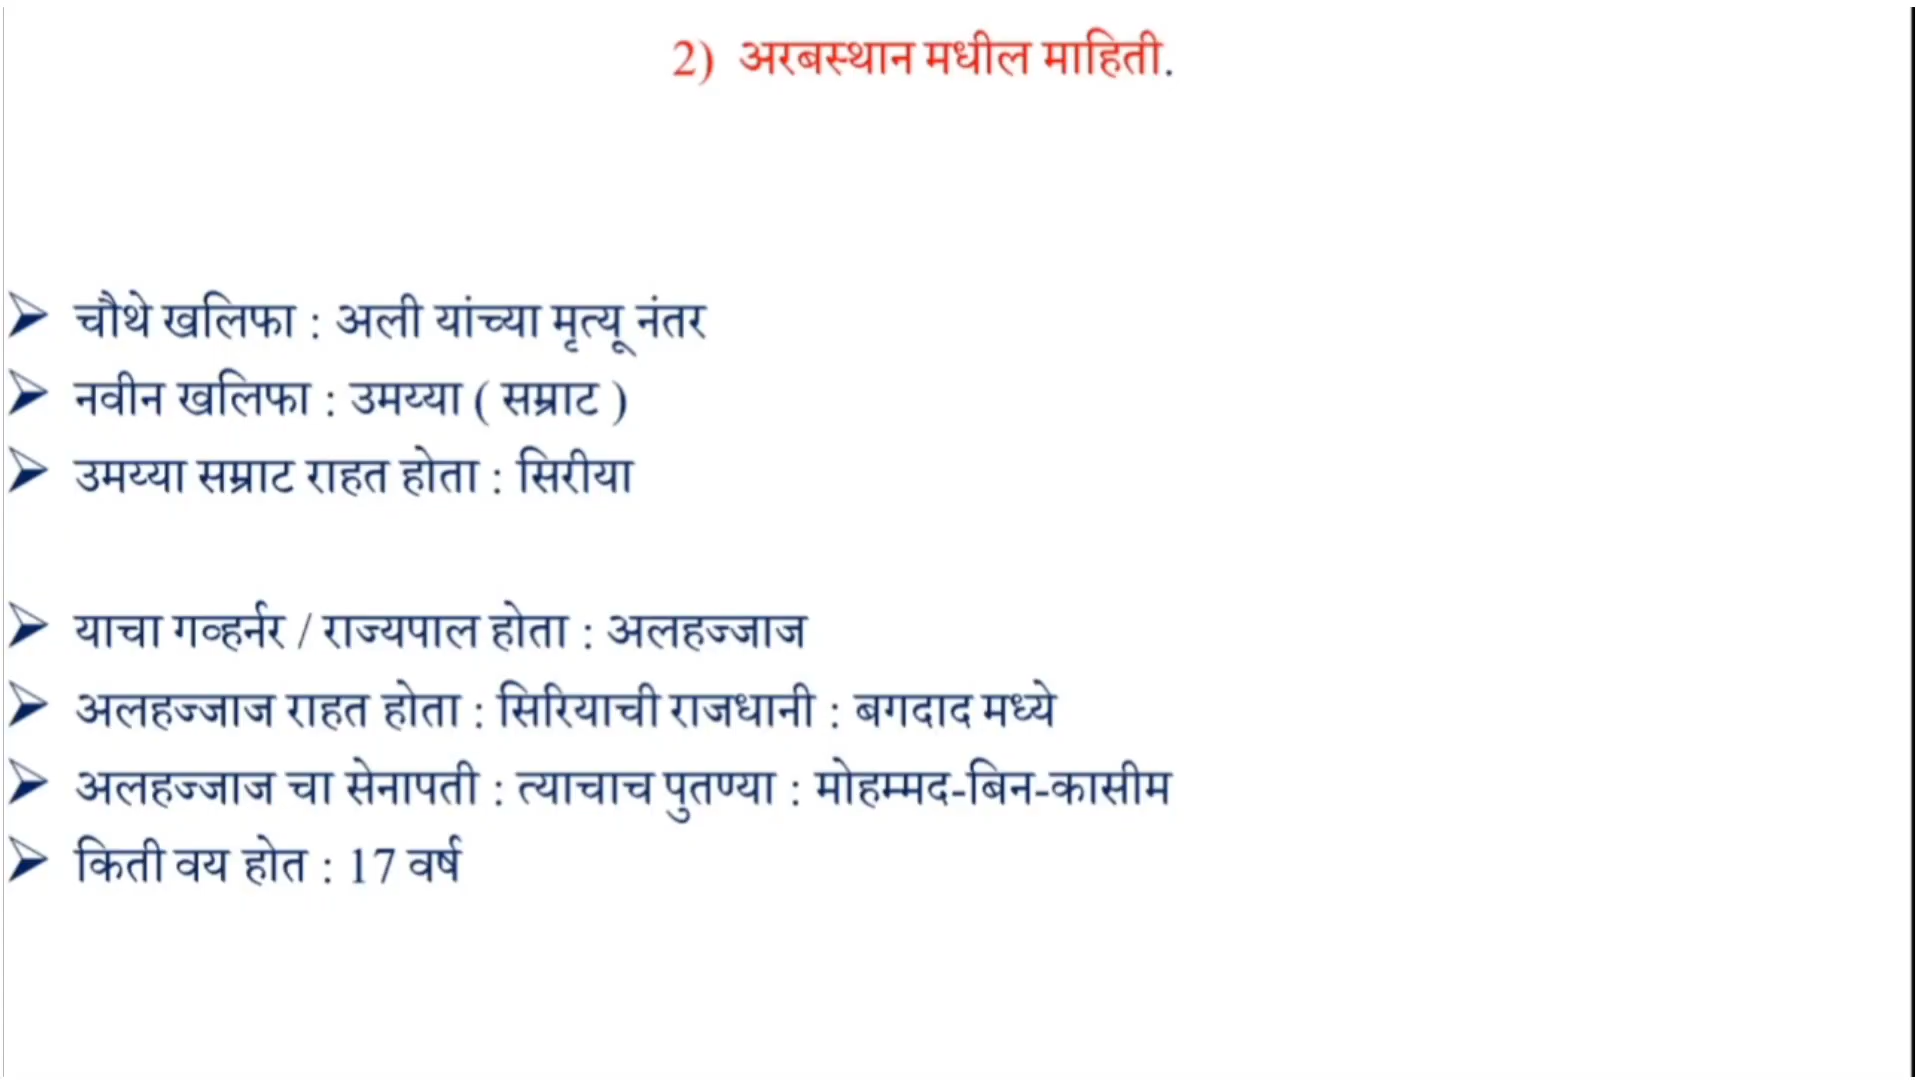 2) अरबस्थान मधील माहिती.
चौथे खलिफा : अली यांच्या मृत्यू नंतर
नवीन खलिफा : उमय्या ( सम्राट )
उमय्या सम्राट राहत होता : सिरीया
याचा गव्हर्नर / राज्यपाल होता : अलहज्जाज
अलहज्जाज राहत होता : सिरियाची राजधानी : बगदाद मध्ये
अलहज्जाज चा सेनापती : त्याचाच पुतण्या : मोहम्मद-बिन-कासीम
किती वय होत : 17 वर्ष